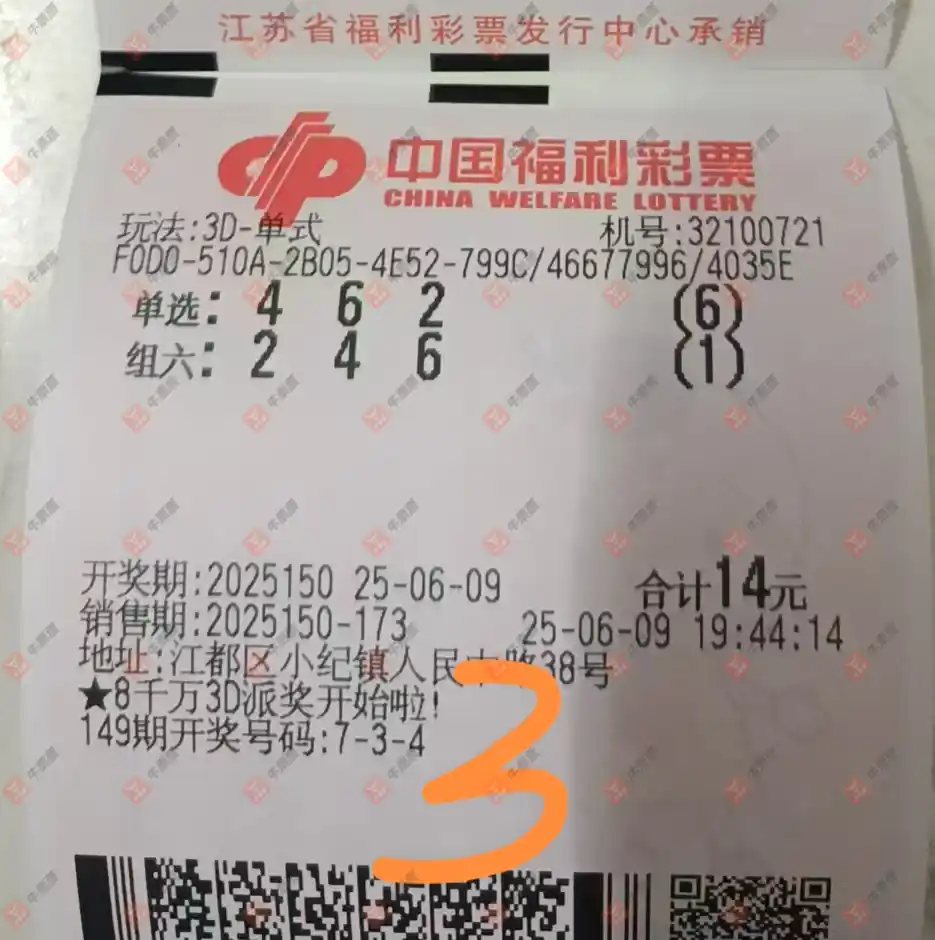 江苏省福利彩票发行中心承销
中国福利彩票
CHINA WELFARE LOTTERY
玩法:3D-单式 机号:32100721
F0D0-510A-2B05-4E52-799C/46677996/4035E
单选: 4 6 2 (6)
组六: 2 4 6 (1)
开奖期:2025150 25-06-09 合计14元
销售期:2025150-173 25-06-09 19:44:14
地址:江都区小纪镇人民中路38号
★8千万3D派奖开始啦!
149期开奖号码:7-3-4
3